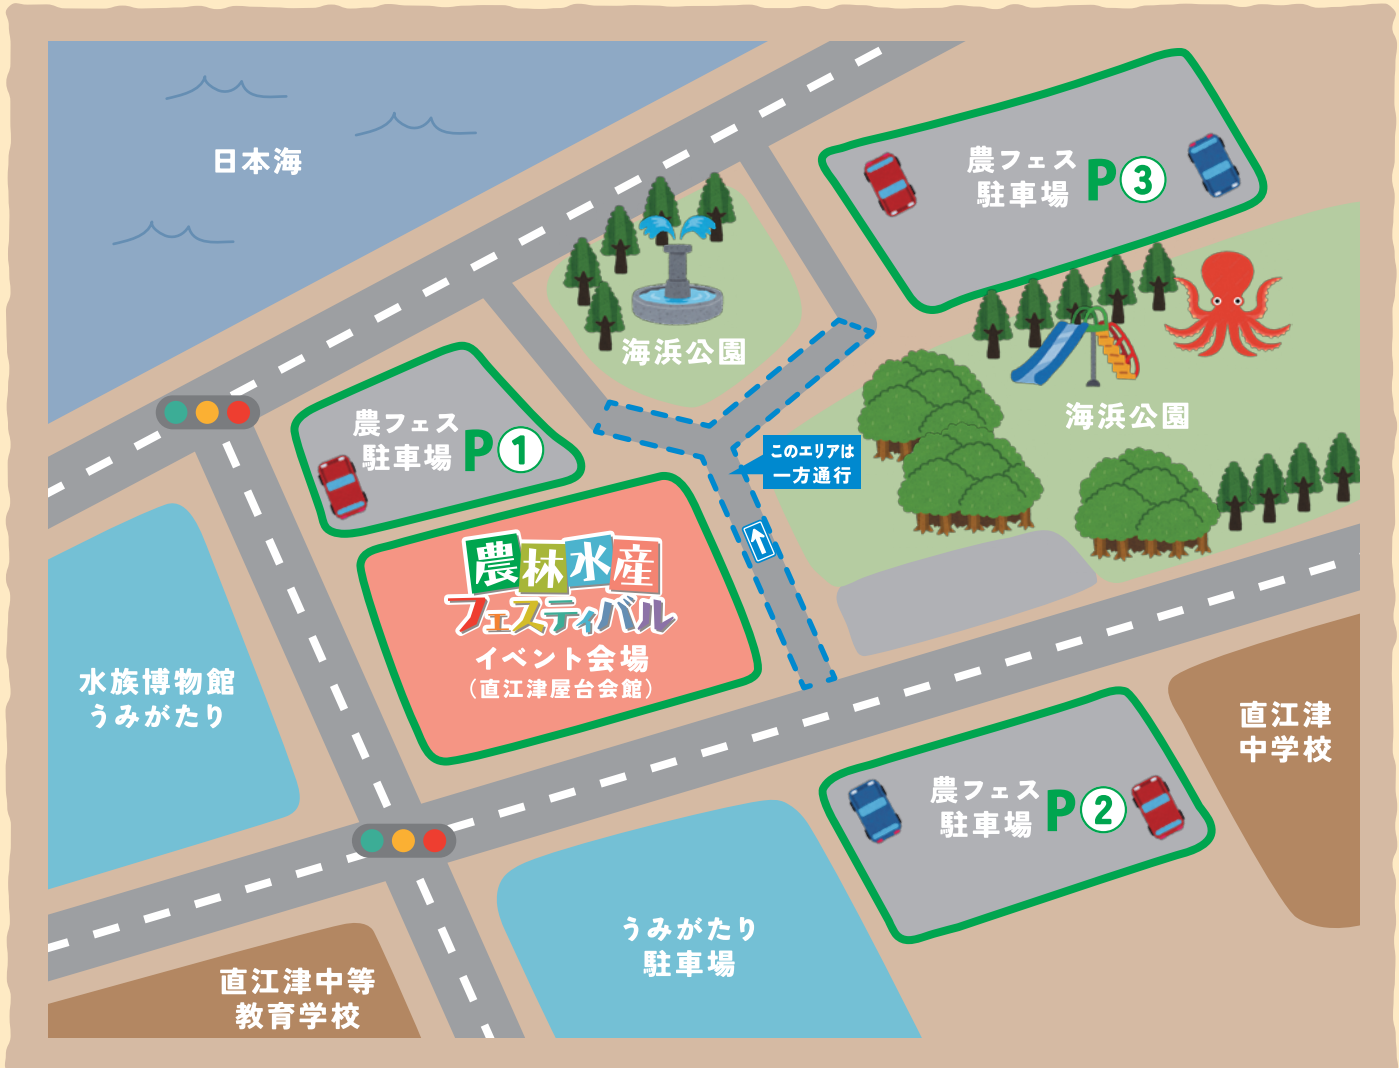 日本海
農フェス
駐車場 P3
海浜公園
海浜公園
農フェス
駐車場 P1
このエリアは
一方通行
農林水産
フェスティバル
イベント会場
（直江津屋台会館）
水族博物館
うみがたり
直江津
中学校
農フェス
駐車場 P2
うみがたり
駐車場
直江津中等
教育学校